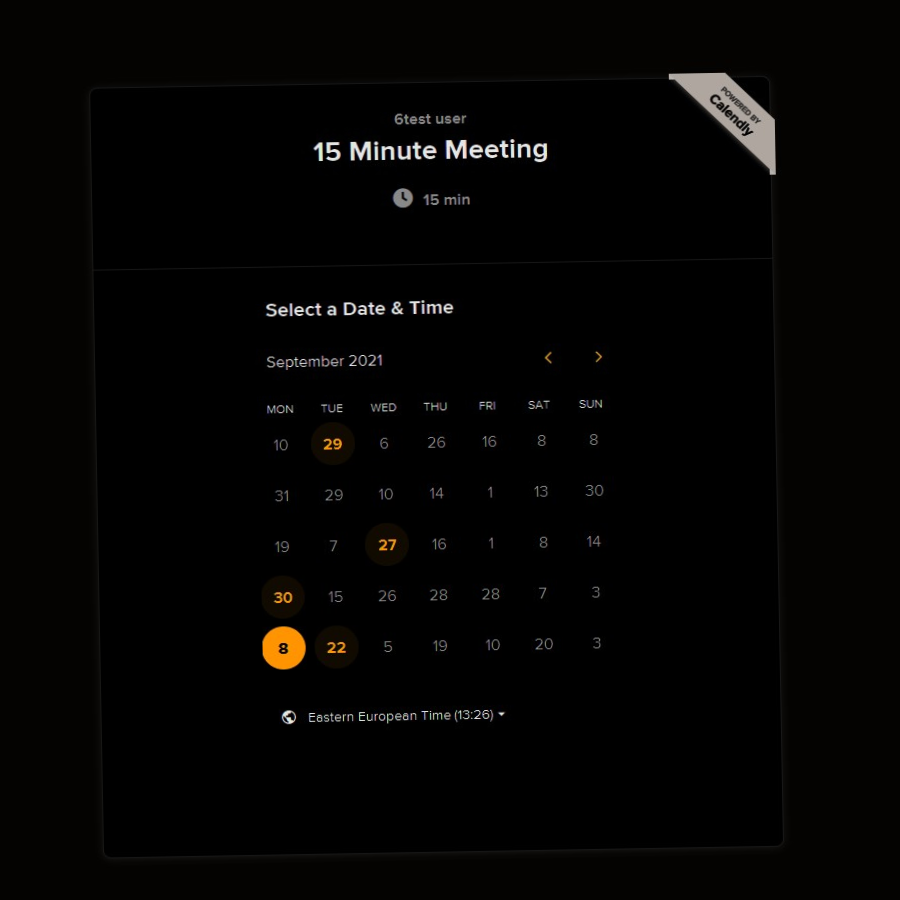 POWERED BY
Calendly
6test user
15 Minute Meeting
15 min
Select a Date & Time
September 2021
MON TUE WED THU FRI SAT SUN
10 29 6 26 16 8 8
31 29 10 14 1 13 30
19 7 27 16 1 8 14
30 15 26 28 28 7 3
8 22 5 19 10 20 3
Eastern European Time (13:26)